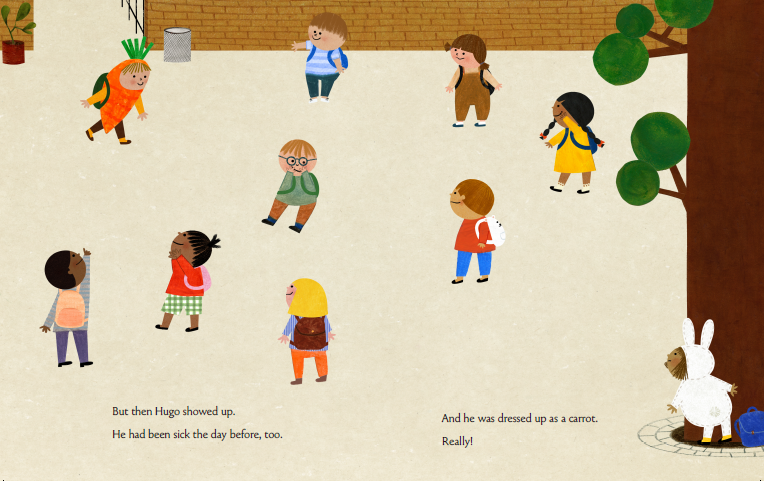 But then Hugo showed up.
He had been sick the day before, too.
And he was dressed up as a carrot.
Really!